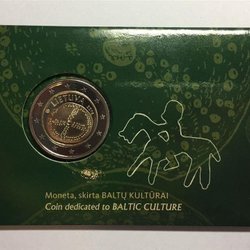 LIETUVA
Moneta, skirta BALTŲ KULTŪRAI
Coin dedicated to BALTIC CULTURE